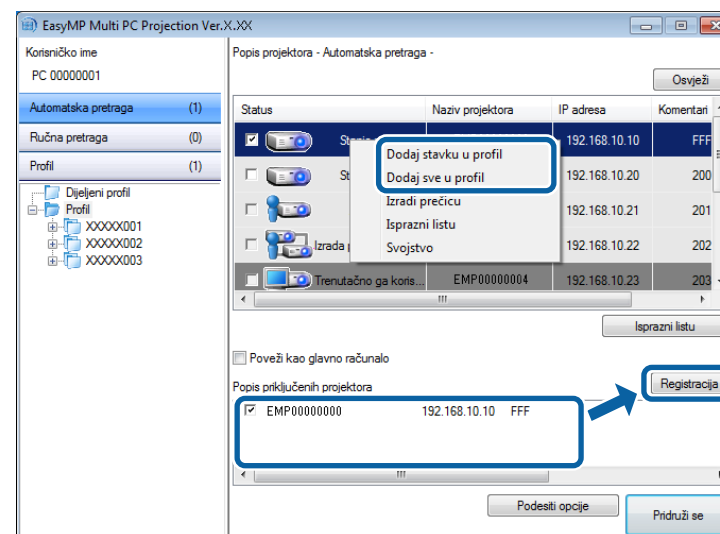 EasyMP Multi PC Projection Ver.X.XX
Korisničko ime
PC 00000001
Automatska pretraga (1)
Ručna pretraga (0)
Profil (1)
Dijeljeni profil
Profil
XXXXX001
XXXXX002
XXXXX003
Popis projektora - Automatska pretraga -
Osvježi
Status Naziv projektora IP adresa Komentari
192.168.10.10 FFF
192.168.10.20 200
192.168.10.21 201
Izrada 192.168.10.22 202
Trenutačno ga koris... EMP00000004 192.168.10.23 203
Dodaj stavku u profil
Dodaj sve u profil
Izradi prečicu
Isprazni listu
Svojstvo
Isprazni listu
Poveži kao glavno računalo
Popis priključenih projektora
Registracija
EMP00000000 192.168.10.10 FFF
Podesiti opcije
Pridruži se